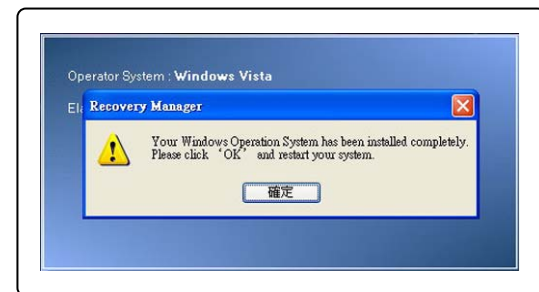 Operator System : Windows Vista
Ela
Recovery Manager
Your Windows Operation System has been installed completely.
Please click ‘OK’ and restart your system.
確定